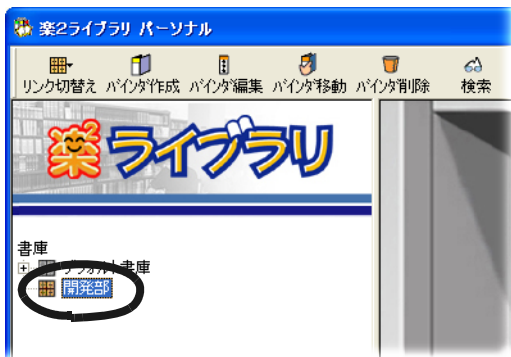 楽2ライブラリ パーソナル
リンク切替え バインダ作成 バインダ編集 バインダ移動 バインダ削除 検索
楽ライブラリ
書庫
デフォルト書庫
開発部